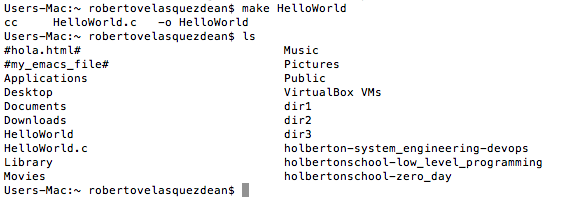 Users-Mac:~ robertovelasquezdean$ make HelloWorld
cc     HelloWorld.c   -o HelloWorld
Users-Mac:~ robertovelasquezdean$ ls
#hola.html#                             Music
#my_emacs_file#                         Pictures
Applications                            Public
Desktop                                 VirtualBox VMs
Documents                               dir1
Downloads                               dir2
HelloWorld                              dir3
HelloWorld.c                            holberton-system_engineering-devops
Library                                 holbertonschool-low_level_programming
Movies                                  holbertonschool-zero_day
Users-Mac:~ robertovelasquezdean$